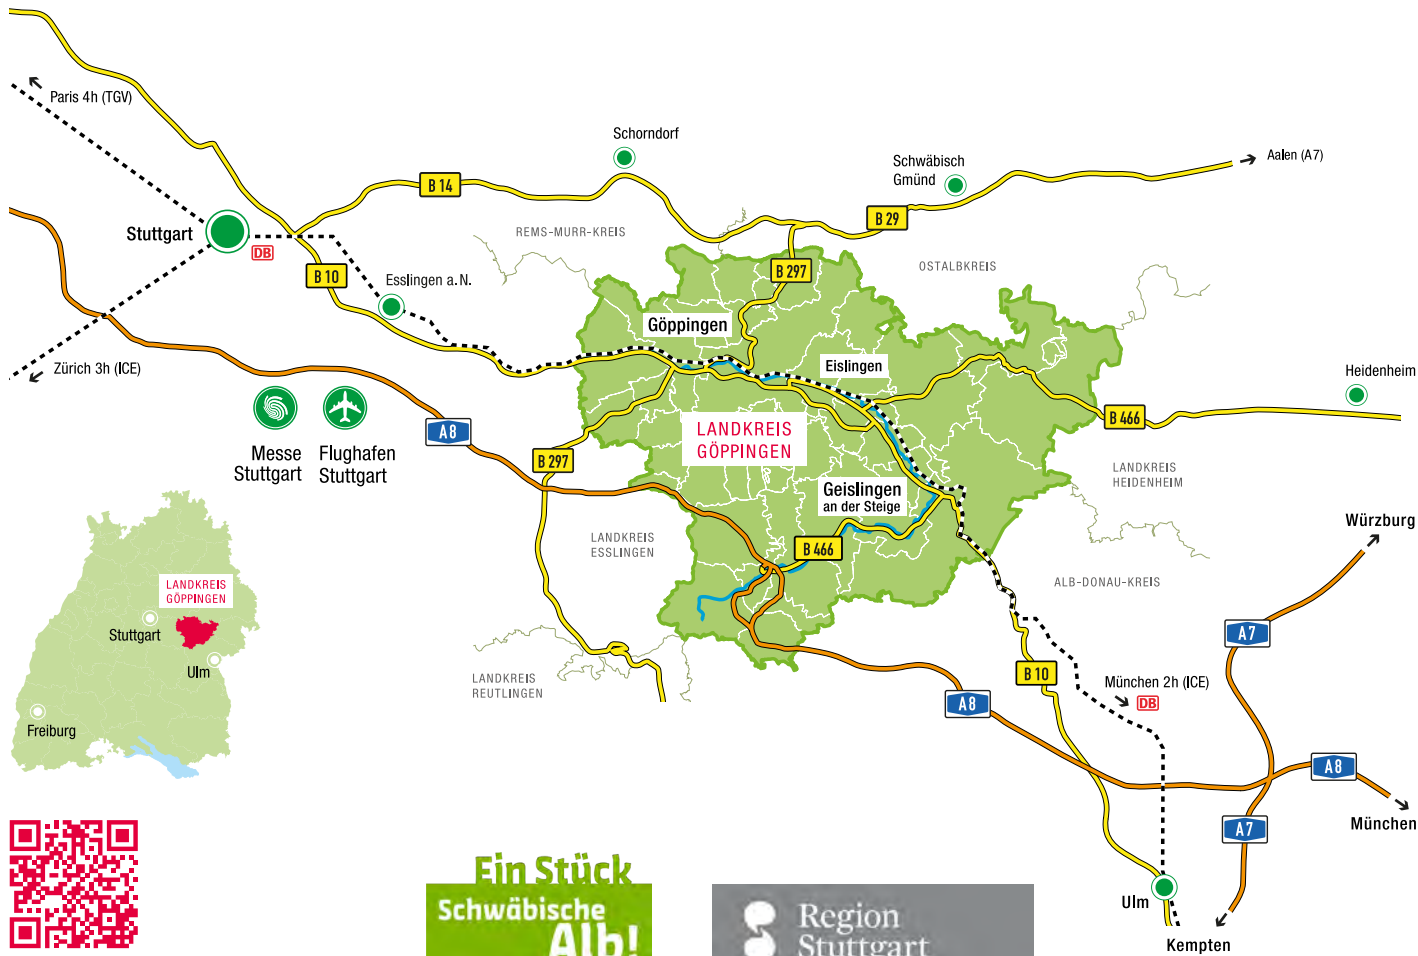 Paris 4h (TGV)
Schorndorf
Schwäbisch
Gmünd
Aalen (A7)
B 14
B 29
Stuttgart
DB
REMS-MURR-KREIS
OSTALBKREIS
B 10
B 297
Esslingen a.N.
Göppingen
Eislingen
Zürich 3h (ICE)
Heidenheim
Messe
Stuttgart
Flughafen
Stuttgart
A8
LANDKREIS
GÖPPINGEN
B 466
B 297
LANDKREIS
HEIDENHEIM
Geislingen
an der Steige
LANDKREIS
ESSLINGEN
B 466
Würzburg
ALB-DONAU-KREIS
LANDKREIS
GÖPPINGEN
Stuttgart
Ulm
Freiburg
LANDKREIS
REUTLINGEN
A7
B 10
München 2h (ICE)
DB
A8
A8
München
A7
Ulm
Kempten
Ein Stück
Schwäbische
Alb!
Region
Stuttgart